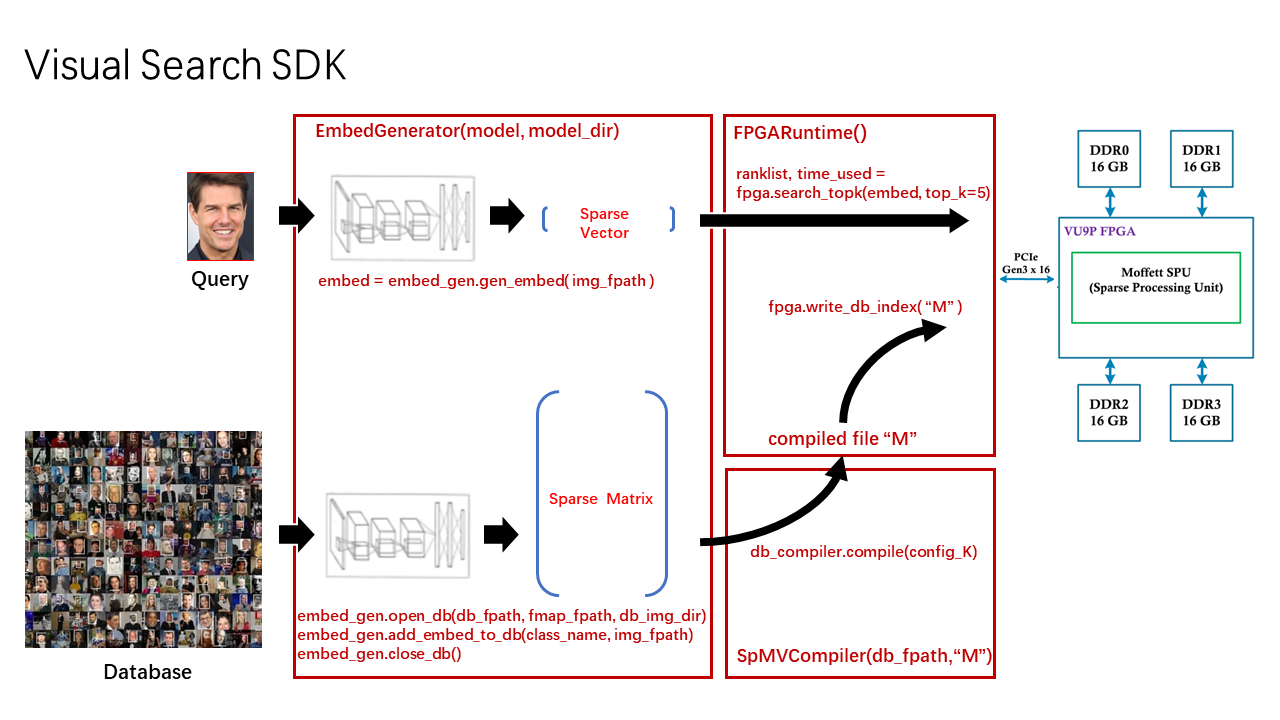 Visual Search SDK
EmbedGenerator(model, model_dir)
Sparse
Vector
embed = embed_gen.gen_embed( img_fpath )
Query
FPGARuntime()
ranklist, time_used =
fpga.search_topk(embed, top_k=5)
fpga.write_db_index( “M” )
compiled file “M”
PCIe
Gen3 x 16
DDR0
16 GB
DDR1
16 GB
VU9P FPGA
Moffett SPU
(Sparse Processing Unit)
DDR2
16 GB
DDR3
16 GB
Sparse Matrix
embed_gen.open_db(db_fpath, fmap_fpath, db_img_dir)
embed_gen.add_embed_to_db(class_name, img_fpath)
embed_gen.close_db()
Database
db_compiler.compile(config_K)
SpMVCompiler(db_fpath,“M”)